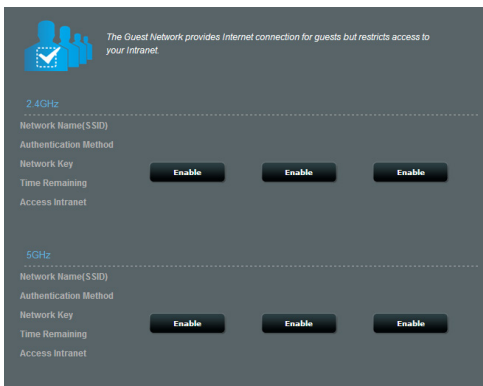 The Guest Network provides Internet connection for guests but restricts access to
your Intranet.
2.4GHz
Network Name(SSID)
Authentication Method
Network Key
Enable Enable Enable
Time Remaining
Access Intranet
5GHz
Network Name(SSID)
Authentication Method
Network Key
Enable Enable Enable
Time Remaining
Access Intranet